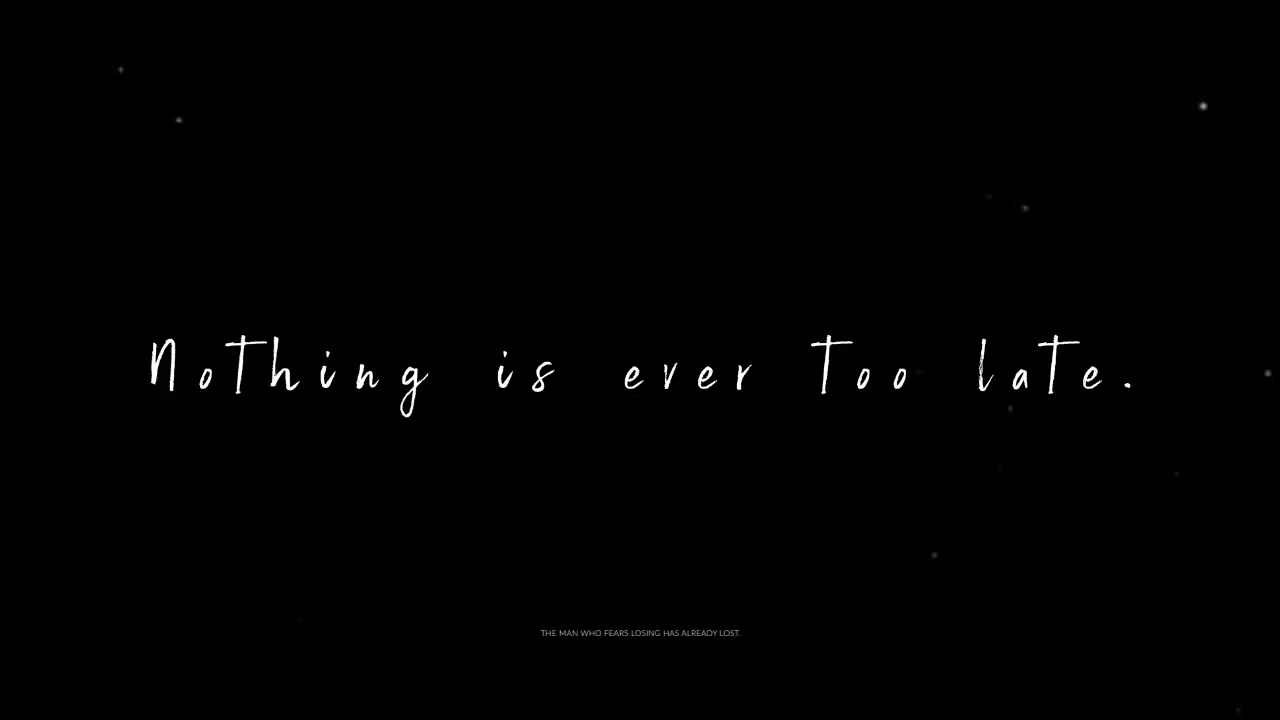 Nothing is ever too late.
THE MAN WHO FEARS LOSING HAS ALREADY LOST.